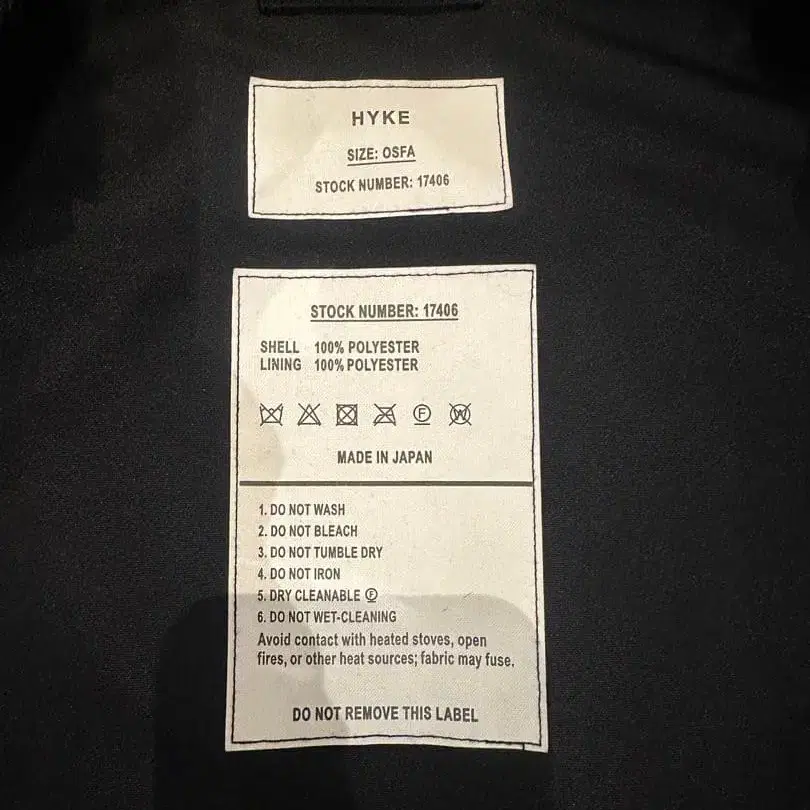 HYKE
SIZE: OSFA
STOCK NUMBER: 17406
STOCK NUMBER: 17406
SHELL 100% POLYESTER
LINING 100% POLYESTER
F W
MADE IN JAPAN
1. DO NOT WASH
2. DO NOT BLEACH
3. DO NOT TUMBLE DRY
4. DO NOT IRON
5. DRY CLEANABLE Ⓕ
6. DO NOT WET-CLEANING
Avoid contact with heated stoves, open
fires, or other heat sources; fabric may fuse.
DO NOT REMOVE THIS LABEL